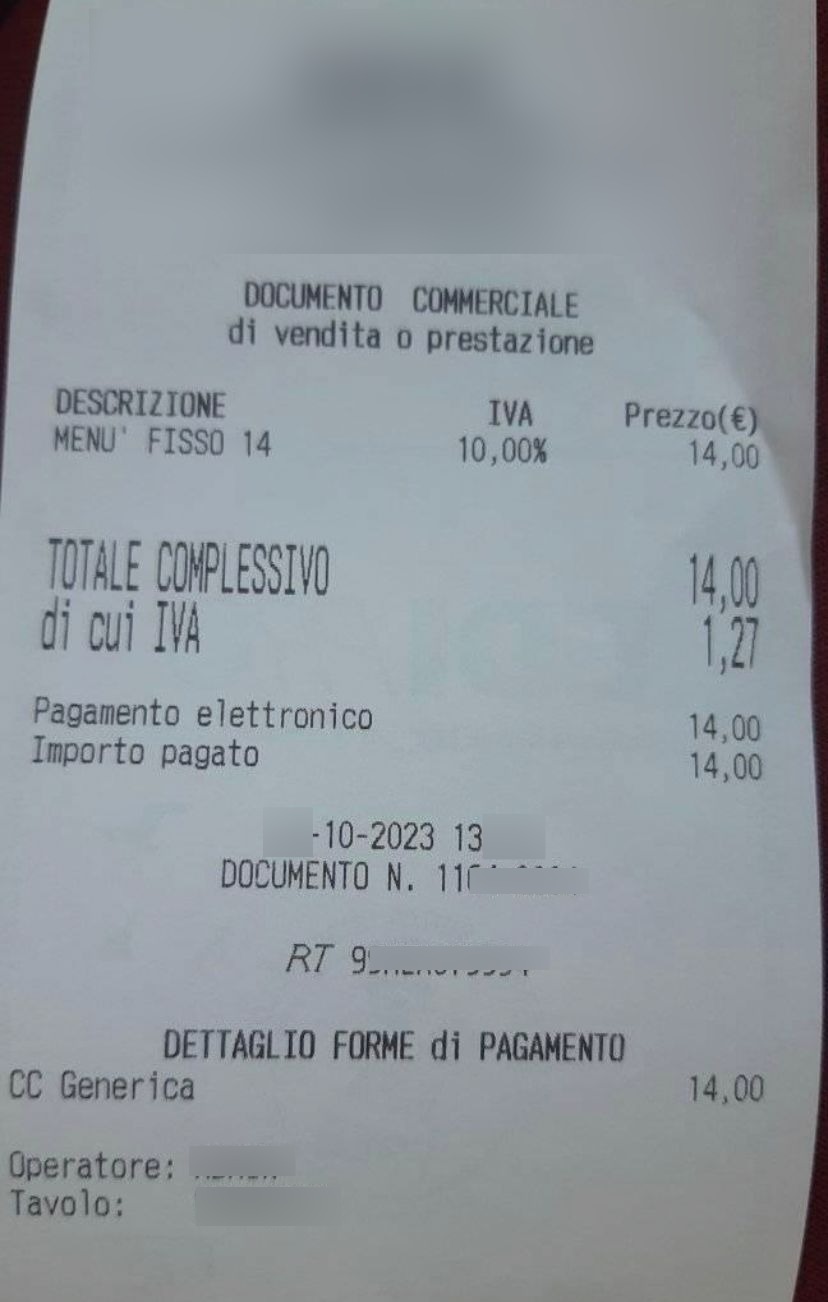 DOCUMENTO COMMERCIALE
di vendita o prestazione
DESCRIZIONE IVA Prezzo(€)
MENU' FISSO 14 10,00% 14,00
TOTALE COMPLESSIVO 14,00
di cui IVA 1,27
Pagamento elettronico 14,00
Importo pagato 14,00
-10-2023 13
DOCUMENTO N.
RT
DETTAGLIO FORME di PAGAMENTO
CC Generica 14,00
Operatore:
Tavolo: